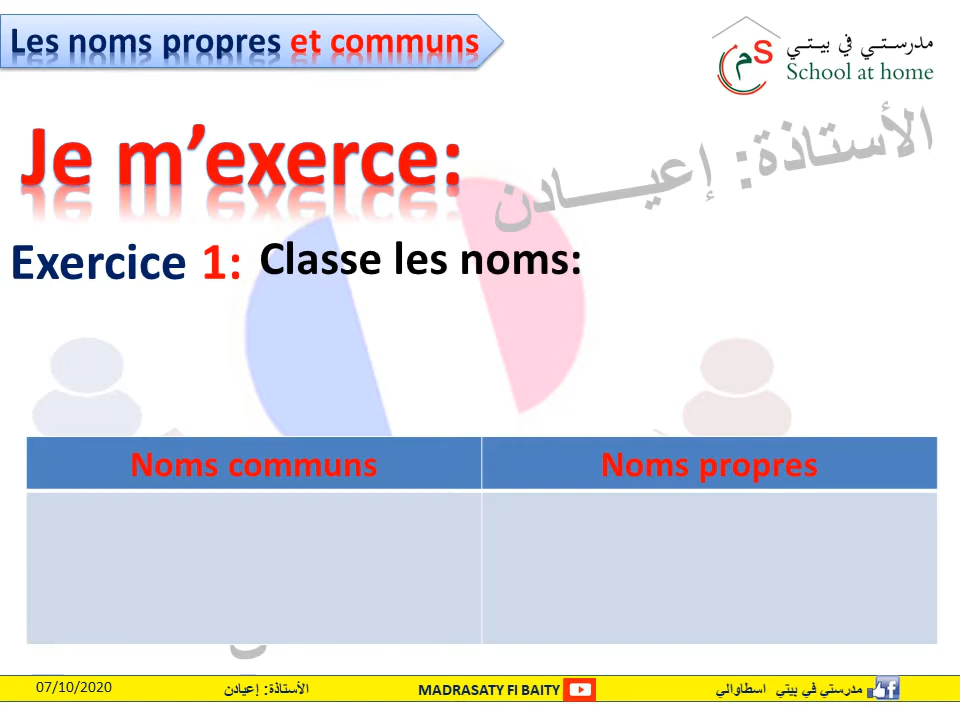 Les noms propres et communs
S م
مدرستي في بيتي
School at home
Je m’exerce:
الأستاذة: إعيادن
Exercice 1: Classe les noms:
Noms communs
Noms propres
07/10/2020
الأستاذة: إعيادن
MADRASATY FI BAITY
مدرستي في بيتي اسطاوالي